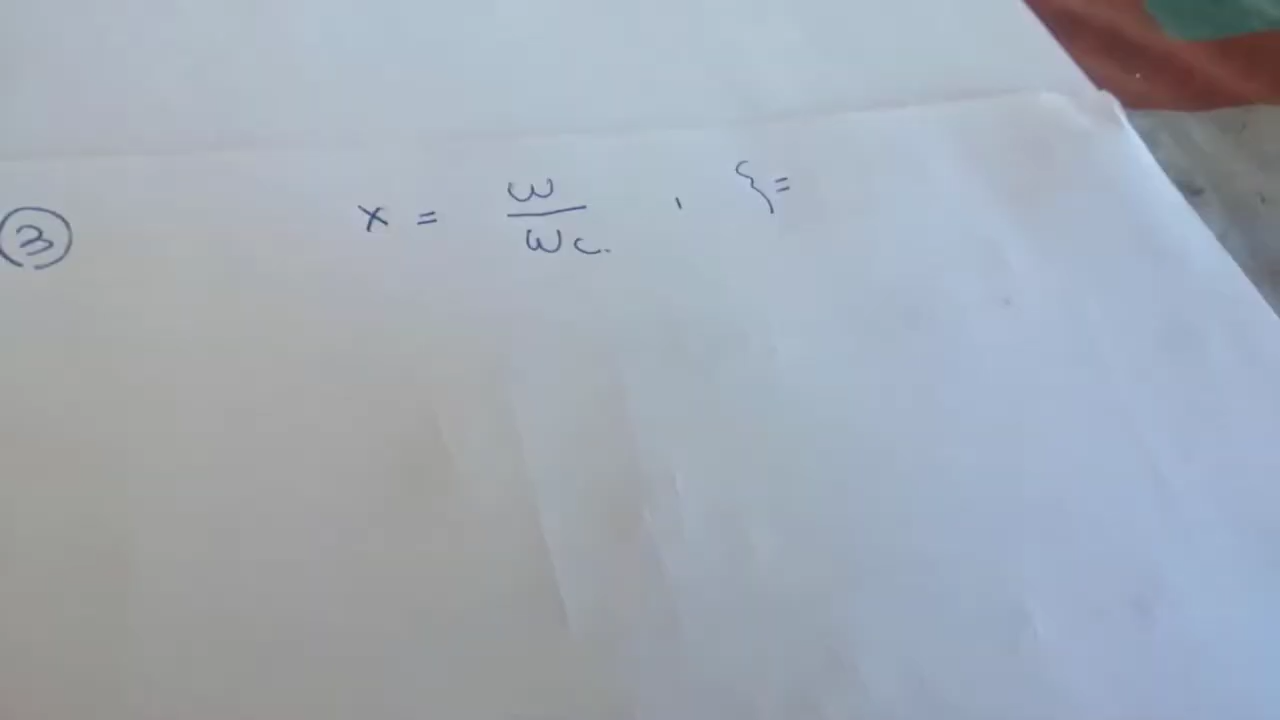 ③ x = ω/ωc. , ξ =